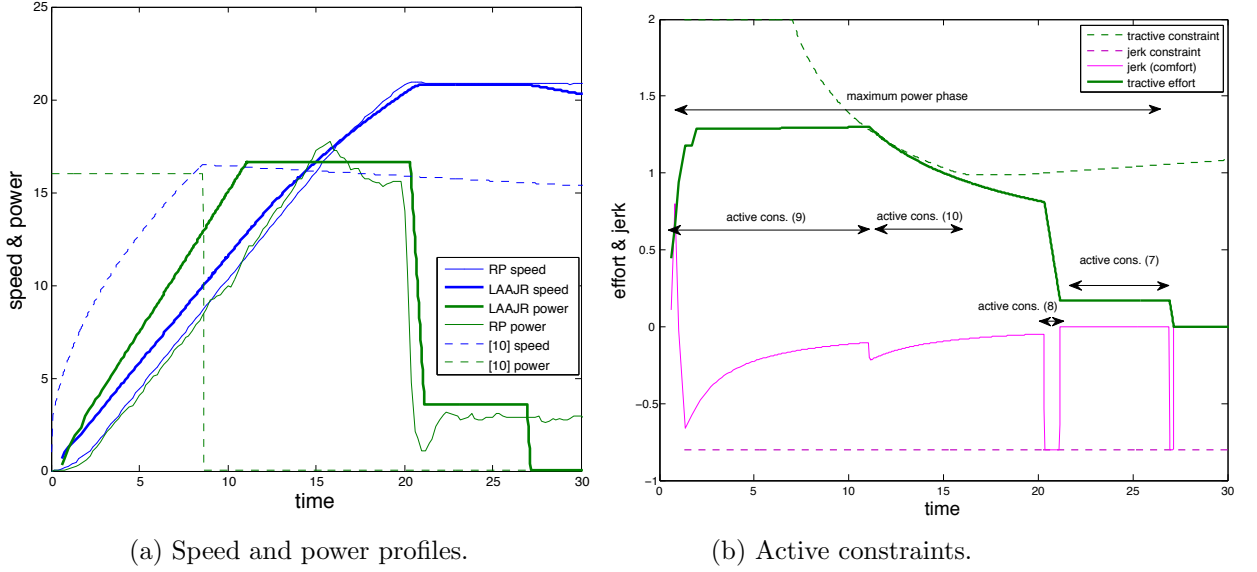 25
20
15
10
5
0
0
5
10
15
20
25
30
speed & power
time
RP speed
LAAJR speed
LAAJR power
RP power
[10] speed
[10] power
(a) Speed and power profiles.
2
1.5
1
0.5
0
−0.5
−1
0
5
10
15
20
25
30
effort & jerk
time
tractive constraint
jerk constraint
jerk (comfort)
tractive effort
maximum power phase
active cons. (9)
active cons. (10)
active cons. (7)
active cons. (8)
(b) Active constraints.